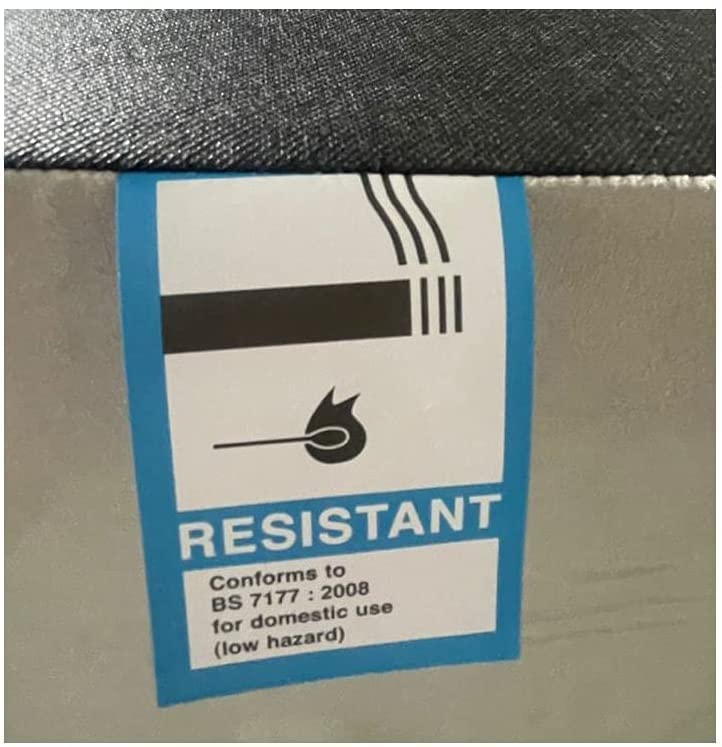 RESISTANT
Conforms to
BS 7177 : 2008
for domestic use
(low hazard)